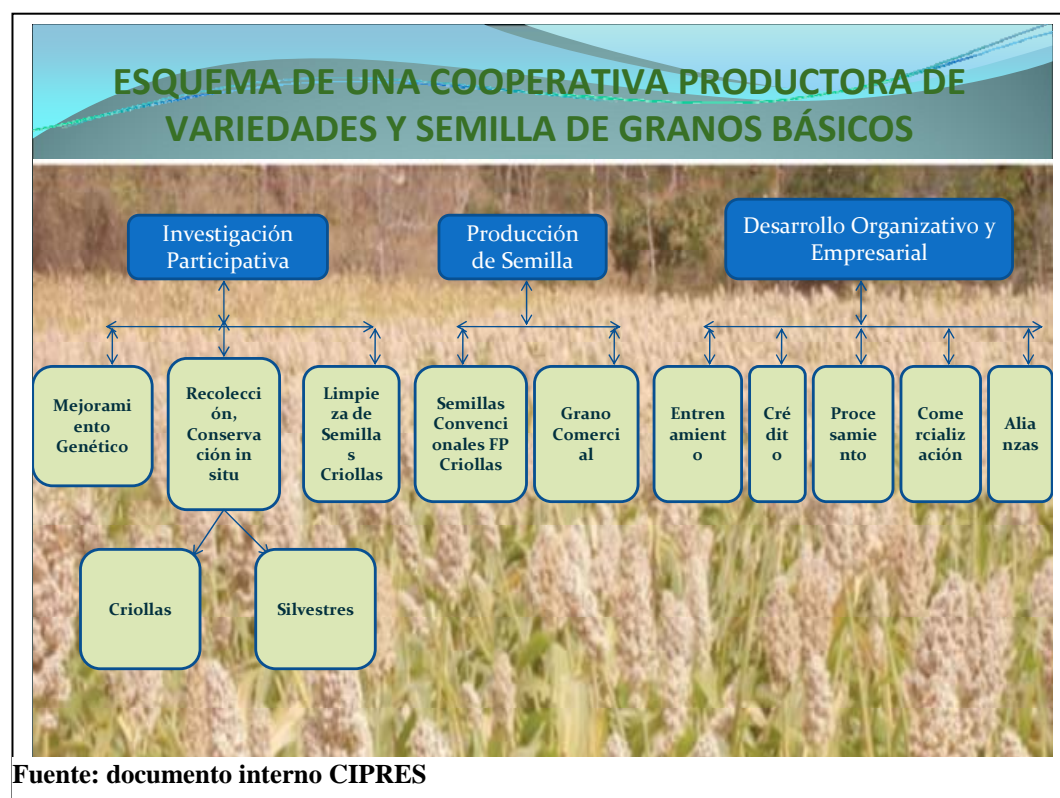 ESQUEMA DE UNA COOPERATIVA PRODUCTORA DE
VARIEDADES Y SEMILLA DE GRANOS BÁSICOS
Investigación
Participativa
Producción
de Semilla
Desarrollo Organizativo y
Empresarial
Mejorami
ento
Genético
Recolecci
ón,
Conserva
ción in
situ
Limpie
za de
Semilla
s
Criollas
Semillas
Convenci
onales FP
Criollas
Grano
Comerci
al
Entren
amient
o
Cré
dit
o
Proce
samie
nto
Come
rcializ
ación
Alia
nzas
Criollas
Silvestres
Fuente: documento interno CIPRES